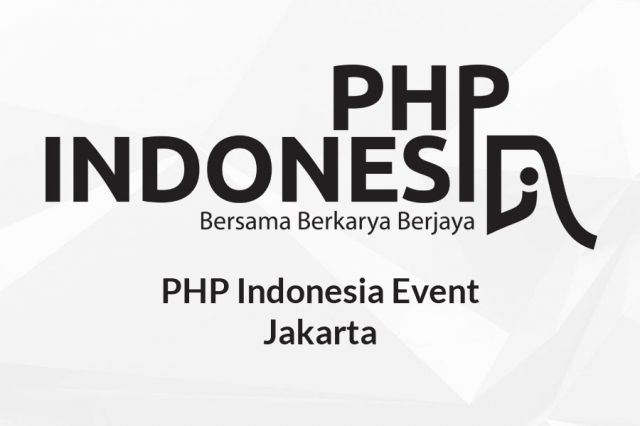 PHP
INDONESIA
Bersama Berkarya Berjaya
PHP Indonesia Event
Jakarta